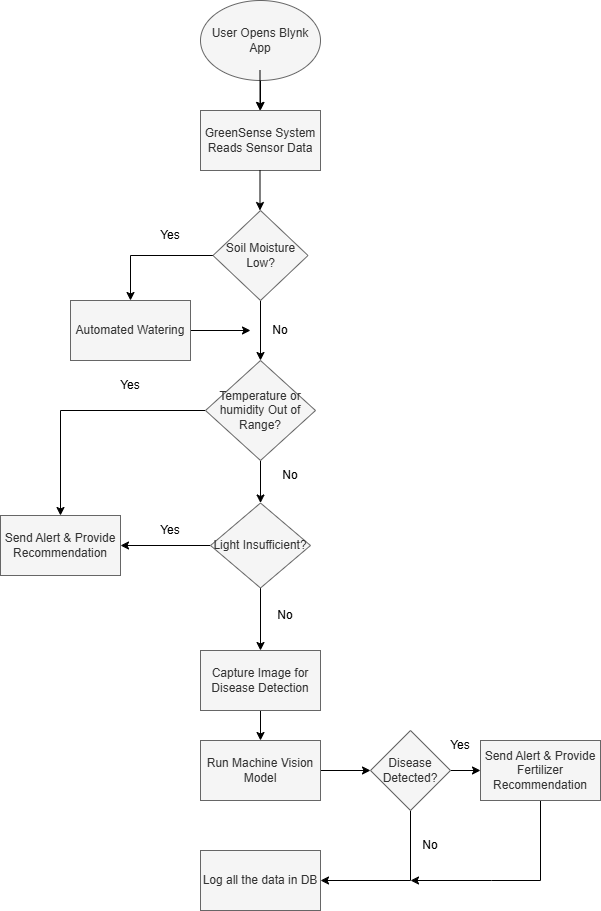 User Opens Blynk
App
GreenSense System
Reads Sensor Data
Yes
Soil Moisture
Low?
Automated Watering
No
Yes
Temperature or
humidity Out of
Range?
No
Send Alert & Provide
Recommendation
Yes
Light Insufficient?
No
Capture Image for
Disease Detection
Run Machine Vision
Model
Disease
Detected?
Yes
Send Alert & Provide
Fertilizer
Recommendation
No
Log all the data in DB